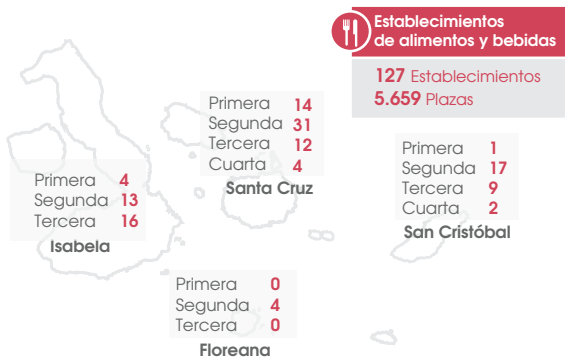 Establecimientos
de alimentos y bebidas
127 Establecimientos
5.659 Plazas
Primera 14
Segunda 31
Tercera 12
Cuarta 4
Santa Cruz
Primera 1
Segunda 17
Tercera 9
Cuarta 2
San Cristóbal
Primera 4
Segunda 13
Tercera 16
Isabela
Primera 0
Segunda 4
Tercera 0
Floreana